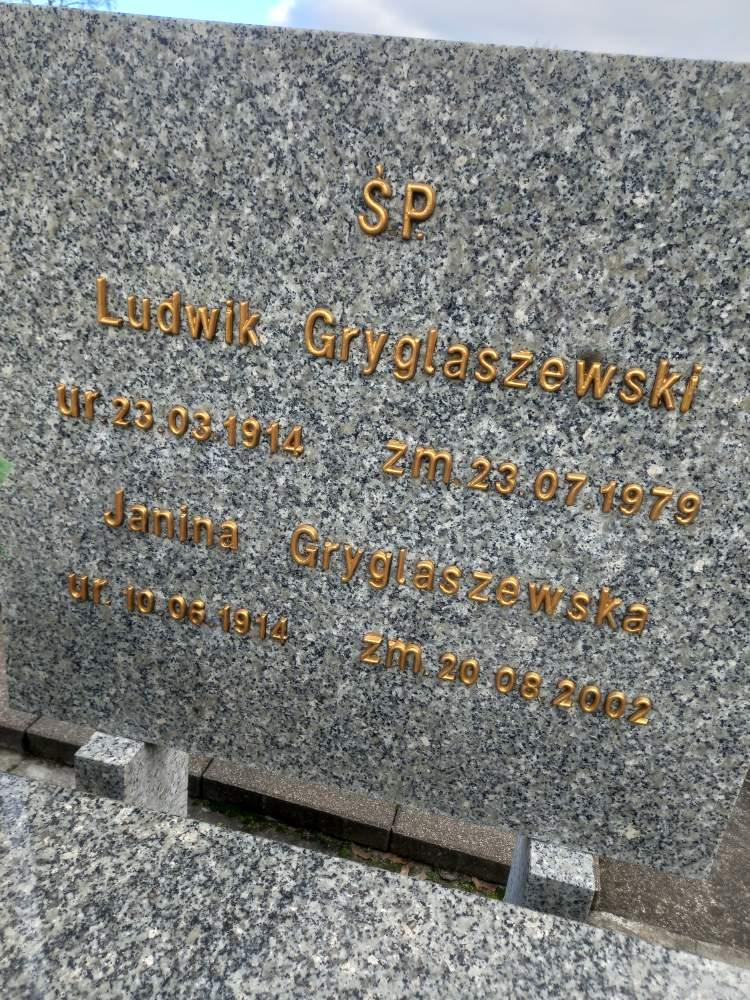 Ś.P.
Ludwik Gryglaszewski
ur. 23.03.1914 zm. 23.07.1979
Janina Gryglaszewska
ur. 10.06.1914 zm. 20.08.2002